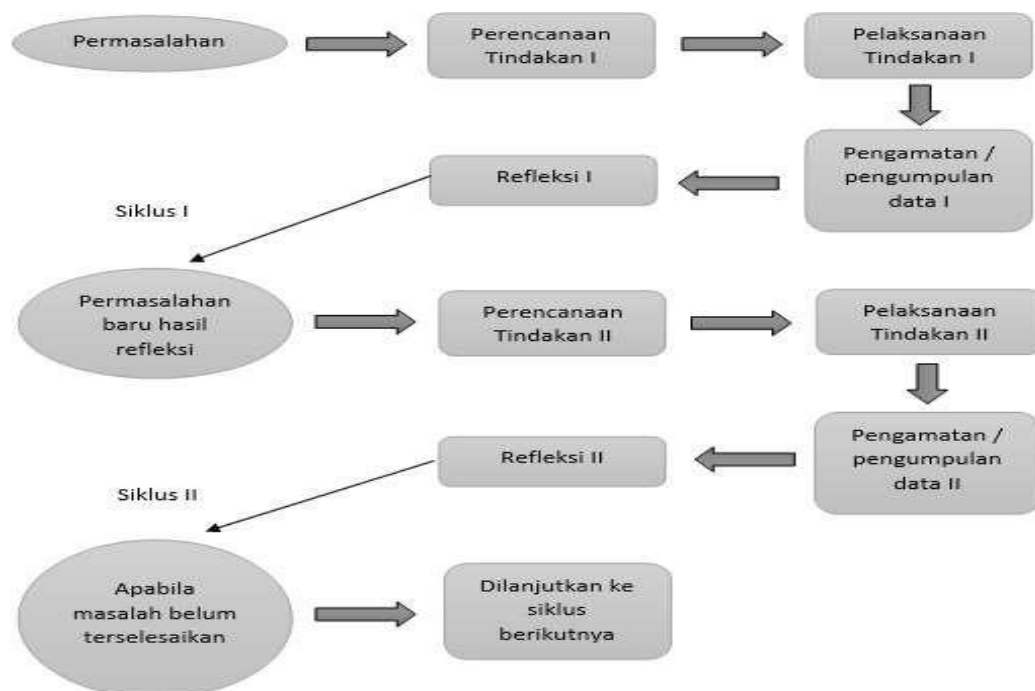 Permasalahan
Perencanaan
Tindakan I
Pelaksanaan
Tindakan I
Pengamatan /
pengumpulan
data I
Refleksi I
Siklus I
Permasalahan
baru hasil
refleksi
Perencanaan
Tindakan II
Pelaksanaan
Tindakan II
Pengamatan /
pengumpulan
data II
Refleksi II
Siklus II
Apabila
masalah belum
terselesaikan
Dilanjutkan ke
siklus
berikutnya